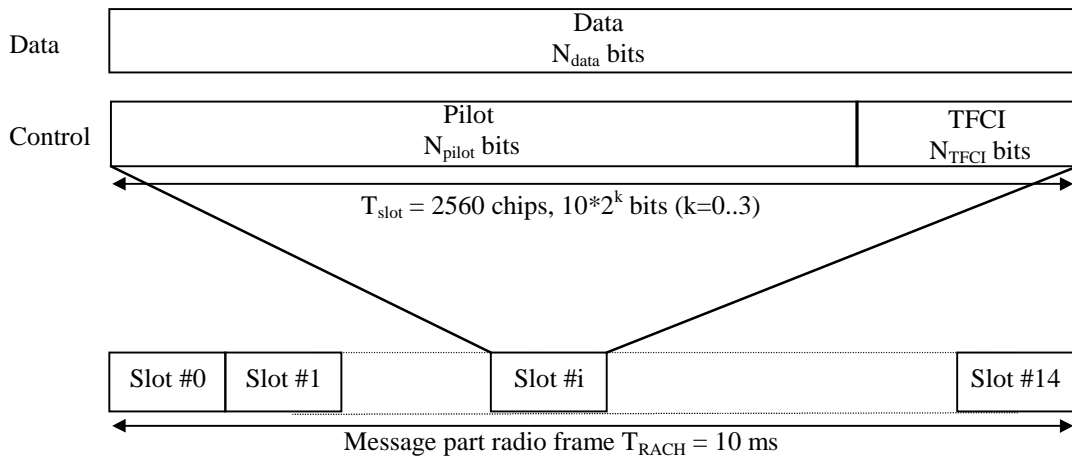 Data
Data
N_data bits
Control
Pilot
N_pilot bits
TFCI
N_TFCI bits
T_slot = 2560 chips, 10*2^k bits (k=0..3)
Slot #0
Slot #1
Slot #i
Slot #14
Message part radio frame T_RACH = 10 ms